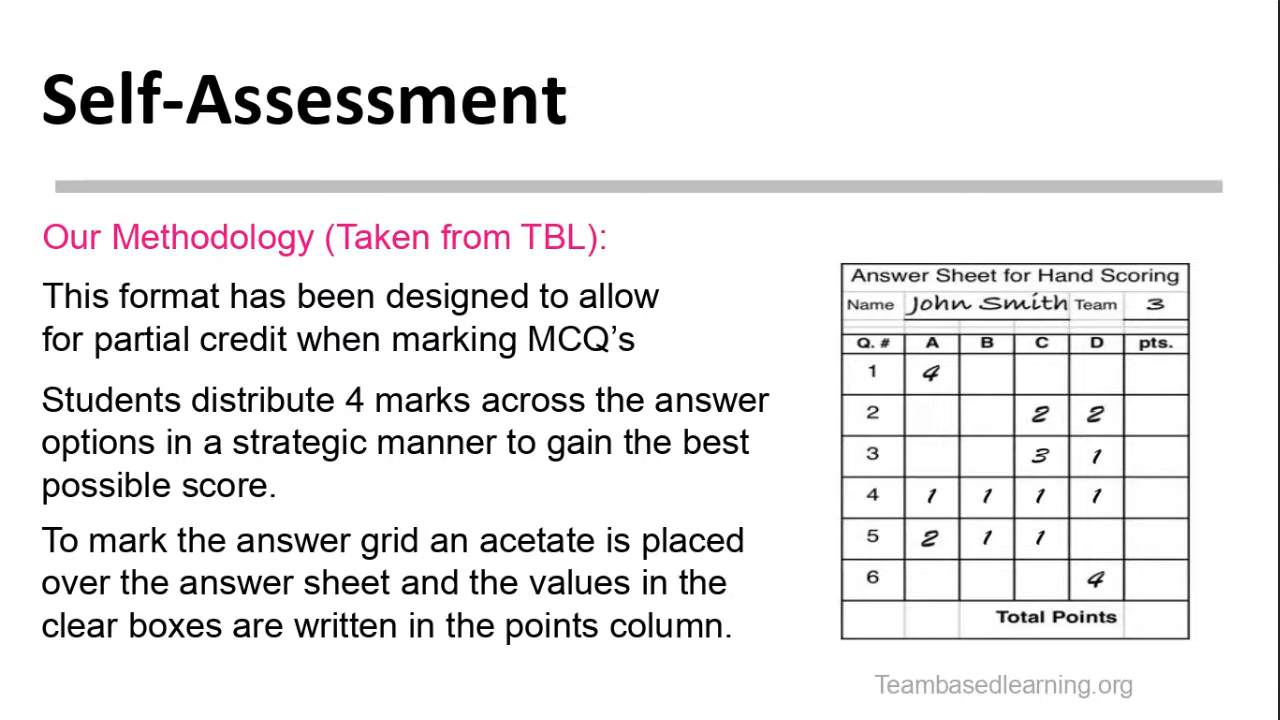 Self-Assessment
Our Methodology (Taken from TBL):
This format has been designed to allow
for partial credit when marking MCQ’s
Students distribute 4 marks across the answer
options in a strategic manner to gain the best
possible score.
To mark the answer grid an acetate is placed
over the answer sheet and the values in the
clear boxes are written in the points column.
Answer Sheet for Hand Scoring
Name John Smith Team 3
Q. # A B C D pts.
1 4
2 2 2
3 3 1
4 1 1 1 1
5 2 1 1
6 4
Total Points
Teambasedlearning.org